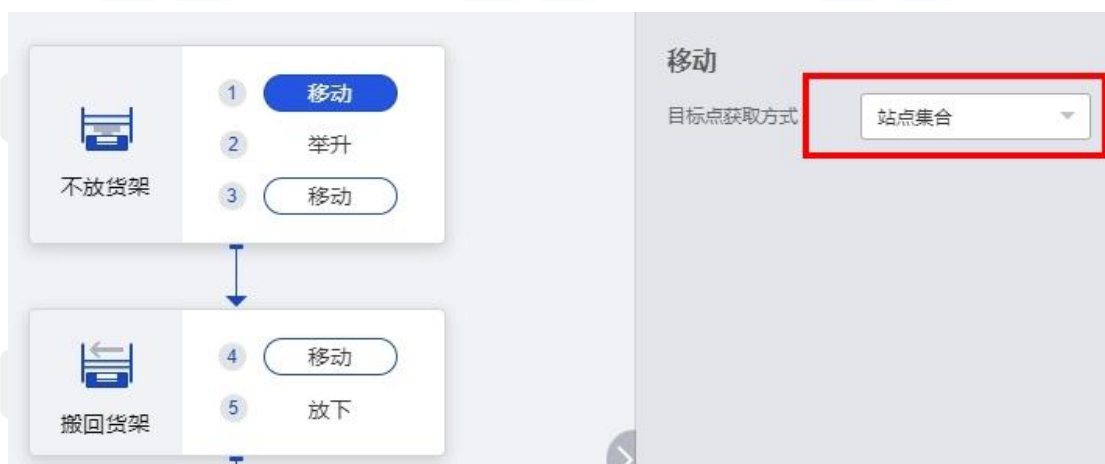 1 移动
2 举升
不放货架
3 移动
4 移动
5 放下
搬回货架
移动
目标点获取方式 站点集合